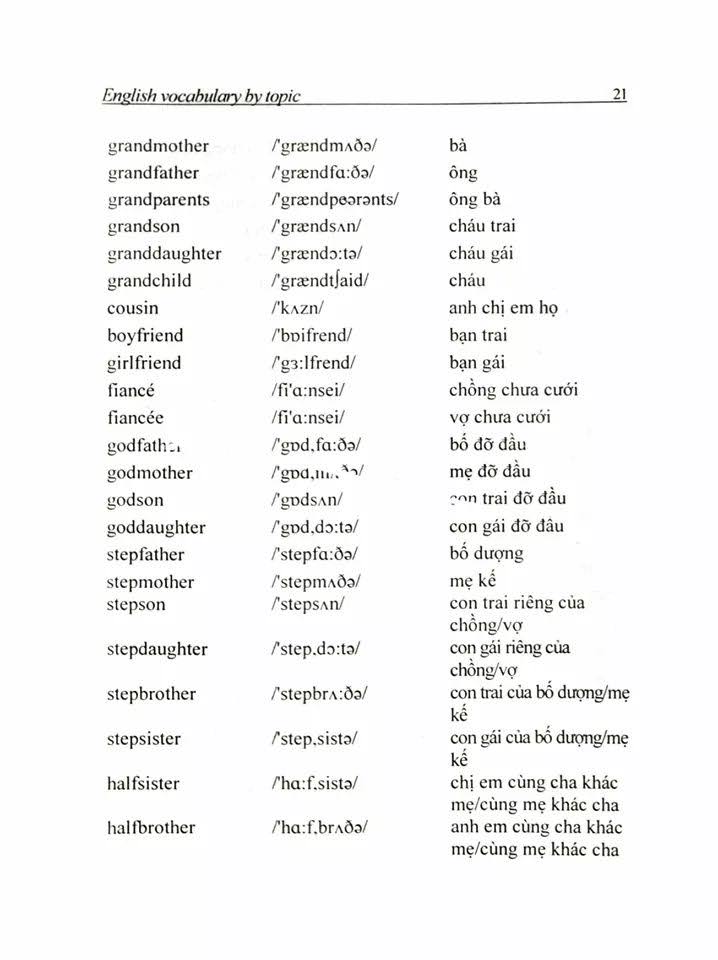 English vocabulary by topic 21
grandmother /'grændmʌðə/ bà
grandfather /'grændfɑ:ðə/ ông
grandparents /'grændpeərənts/ ông bà
grandson /'grændsʌn/ cháu trai
granddaughter /'grændɔ:tə/ cháu gái
grandchild /'grændtʃaid/ cháu
cousin /'kʌzn/ anh chị em họ
boyfriend /'bɒifrend/ bạn trai
girlfriend /'gɜ:lfrend/ bạn gái
fiancé /fi'ɑ:nsei/ chồng chưa cưới
fiancée /fi'ɑ:nsei/ vợ chưa cưới
godfather /'gɒd,fɑ:ðə/ bố đỡ đầu
godmother mẹ đỡ đầu
godson /'gɒdsʌn/ con trai đỡ đầu
goddaughter /'gɒd,dɔ:tə/ con gái đỡ đâu
stepfather /'stepfɑ:ðə/ bố dượng
stepmother /'stepmʌðə/ mẹ kế
stepson /'stepsʌn/ con trai riêng của
chồng/vợ
stepdaughter /'step,dɔ:tə/ con gái riêng của
chồng/vợ
stepbrother /'stepbrʌ:ðə/ con trai của bố dượng/mẹ
kế
stepsister /'step,sistə/ con gái của bố dượng/mẹ
kế
halfsister /'hɑ:f,sistə/ chị em cùng cha khác
mẹ/cùng mẹ khác cha
halfbrother /'hɑ:f,brʌðə/ anh em cùng cha khác
mẹ/cùng mẹ khác cha